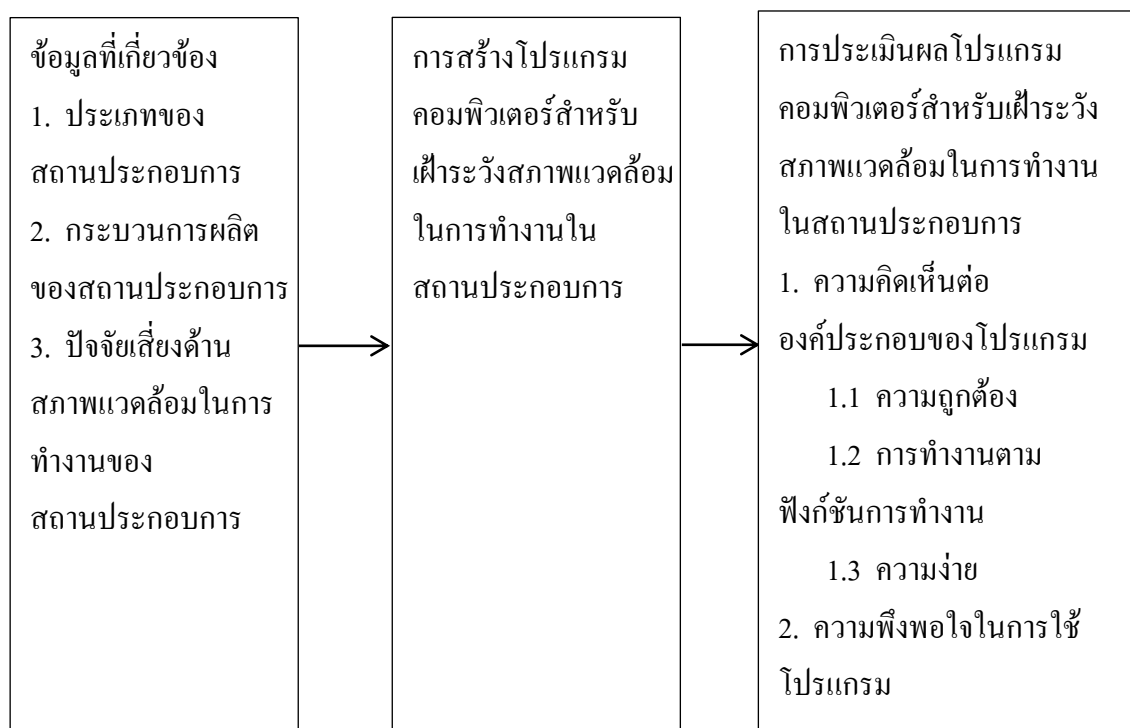 ข้อมูลที่เกี่ยวข้อง
1. ประเภทของ
สถานประกอบการ
2. กระบวนการผลิต
ของสถานประกอบการ
3. ปัจจัยเสี่ยงด้าน
สภาพแวดล้อมในการ
ทำงานของ
สถานประกอบการ
การสร้างโปรแกรม
คอมพิวเตอร์สำหรับ
เฝ้าระวังสภาพแวดล้อม
ในการทำงานใน
สถานประกอบการ
การประเมินผลโปรแกรม
คอมพิวเตอร์สำหรับเฝ้าระวัง
สภาพแวดล้อมในการทำงาน
ในสถานประกอบการ
1. ความคิดเห็นต่อ
องค์ประกอบของโปรแกรม
1.1 ความถูกต้อง
1.2 การทำงานตาม
ฟังก์ชันการทำงาน
1.3 ความง่าย
2. ความพึงพอใจในการใช้
โปรแกรม